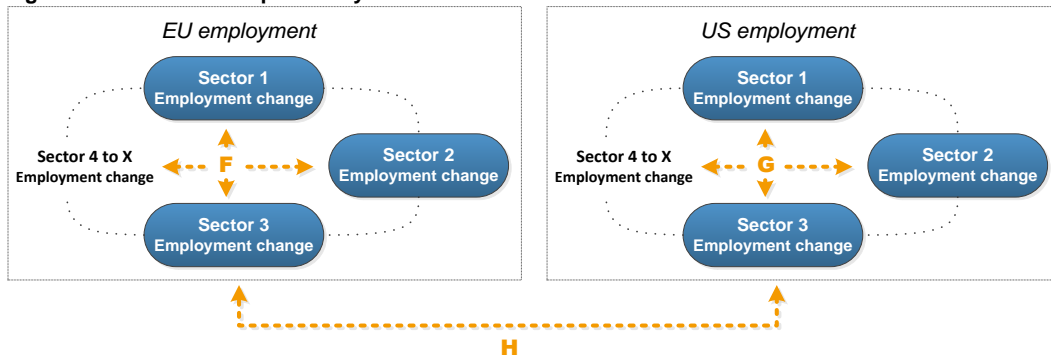 EU employment
Sector 1
Employment change
Sector 4 to X
Employment change
F
Sector 2
Employment change
Sector 3
Employment change
US employment
Sector 1
Employment change
Sector 4 to X
Employment change
G
Sector 2
Employment change
Sector 3
Employment change
H